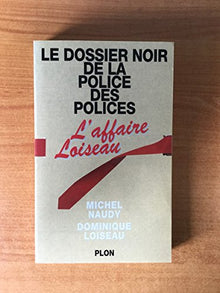 LE DOSSIER NOIR
DE LA
POLICE
DES
POLICES
L'affaire
Loiseau
MICHEL
NAUDY
DOMINIQUE
LOISEAU
PLON